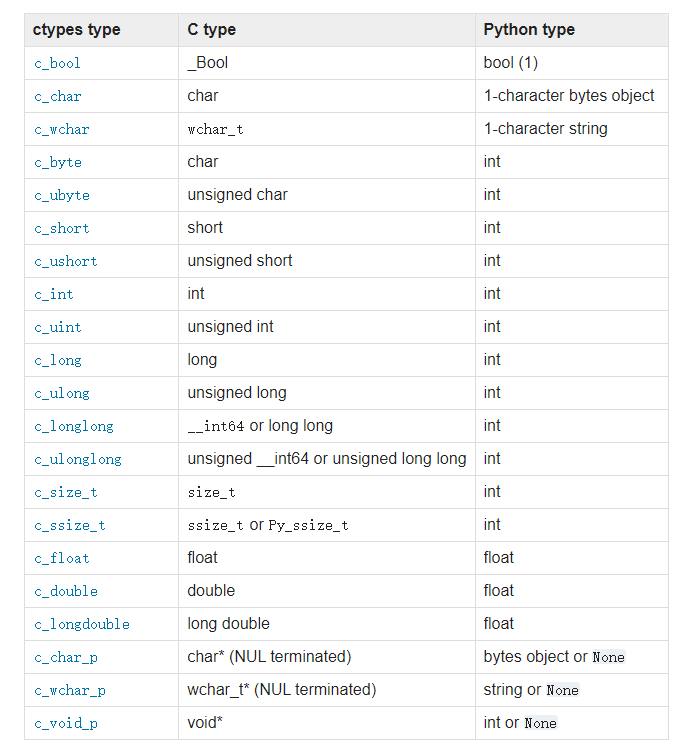 ctypes type C type Python type
c_bool _Bool bool (1)
c_char char 1-character bytes object
c_wchar wchar_t 1-character string
c_byte char int
c_ubyte unsigned char int
c_short short int
c_ushort unsigned short int
c_int int int
c_uint unsigned int int
c_long long int
c_ulong unsigned long int
c_longlong __int64 or long long int
c_ulonglong unsigned __int64 or unsigned long long int
c_size_t size_t int
c_ssize_t ssize_t or Py_ssize_t int
c_float float float
c_double double float
c_longdouble long double float
c_char_p char* (NUL terminated) bytes object or None
c_wchar_p wchar_t* (NUL terminated) string or None
c_void_p void* int or None